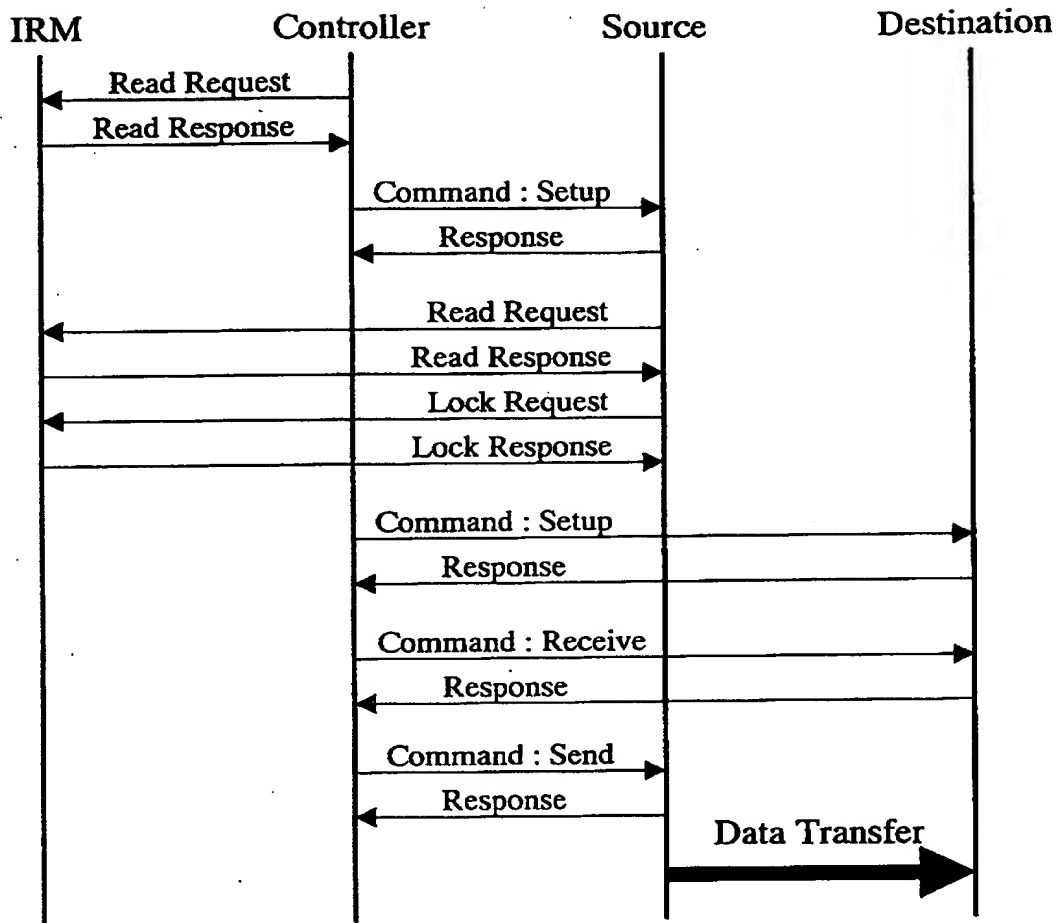 IRM Controller Source Destination
Read Request
Read Response
Command : Setup
Response
Read Request
Read Response
Lock Request
Lock Response
Command : Setup
Response
Command : Receive
Response
Command : Send
Response
Data Transfer